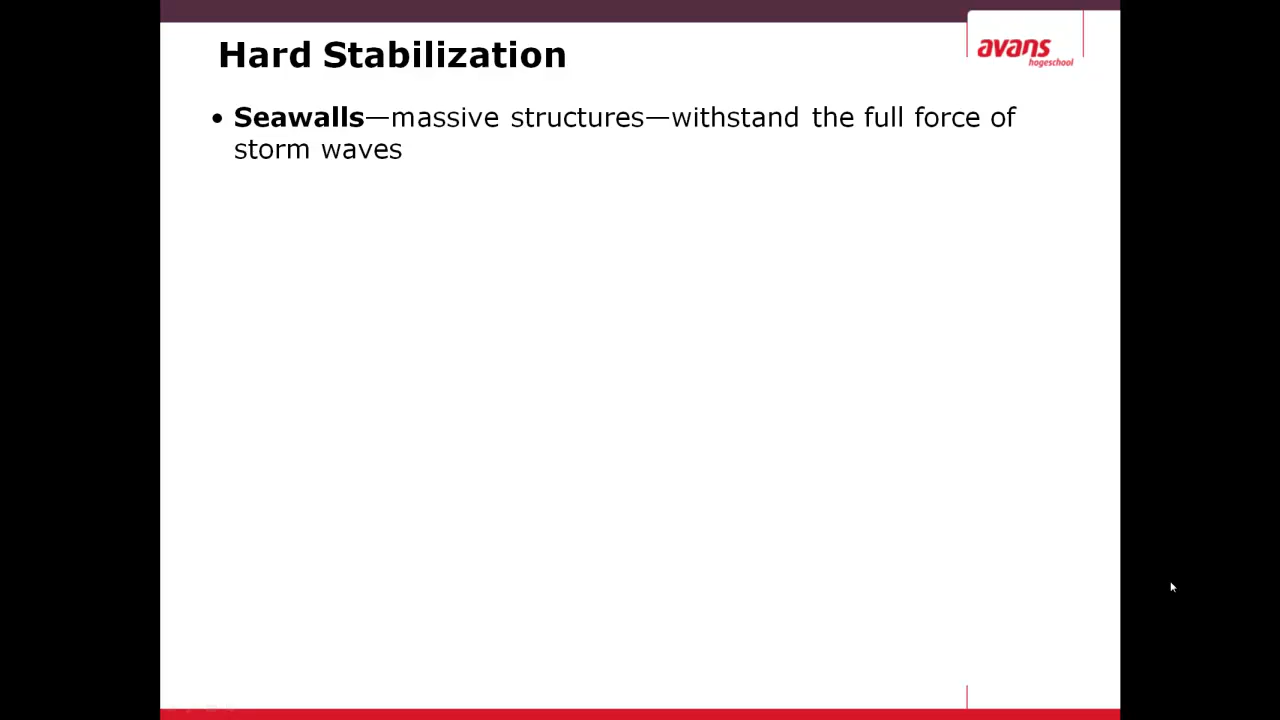 Hard Stabilization
avans
hogeschool
• Seawalls—massive structures—withstand the full force of
storm waves